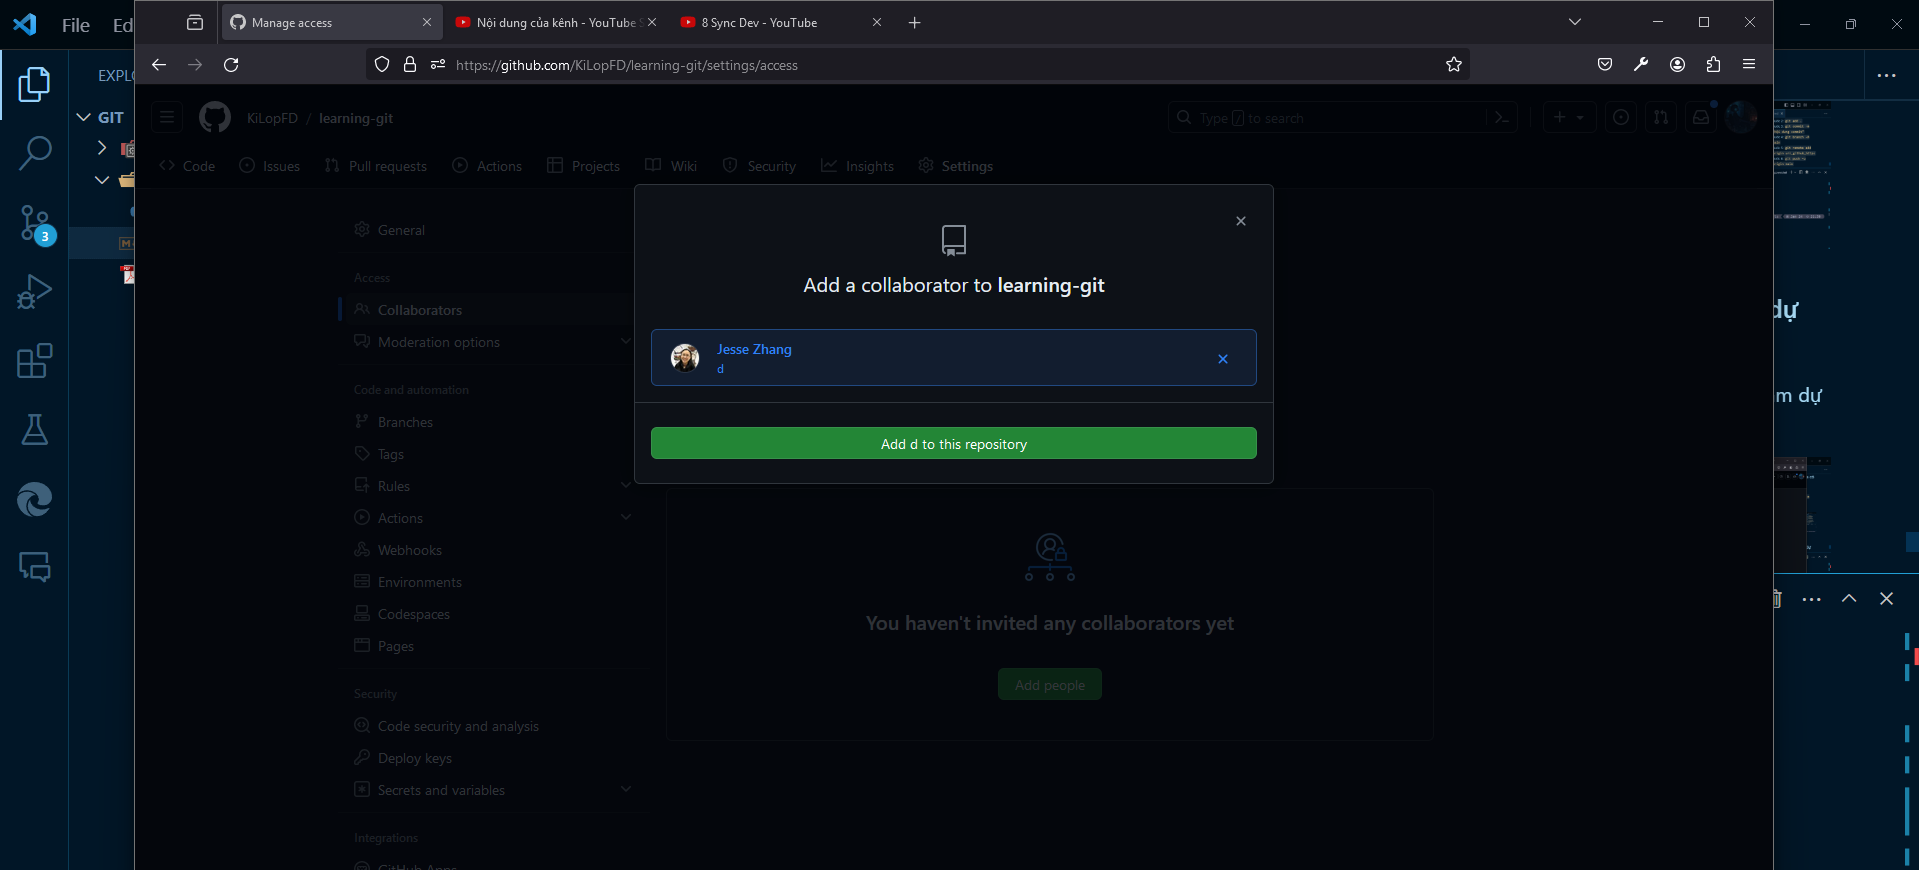 File Ed
Manage access
Nội dung của kênh - YouTube S
8 Sync Dev - YouTube
https://github.com/KiLopFD/learning-git/settings/access
EXPLO
GIT
3
KiLopFD / learning-git
Type / to search
Code
Issues
Pull requests
Actions
Projects
Wiki
Security
Insights
Settings
General
Access
Collaborators
Moderation options
Code and automation
Branches
Tags
Rules
Actions
Webhooks
Environments
Codespaces
Pages
Security
Code security and analysis
Deploy keys
Secrets and variables
Integrations
GitHub Apps
Add a collaborator to learning-git
Jesse Zhang
d
Add d to this repository
You haven't invited any collaborators yet
Add people
dự
m dự